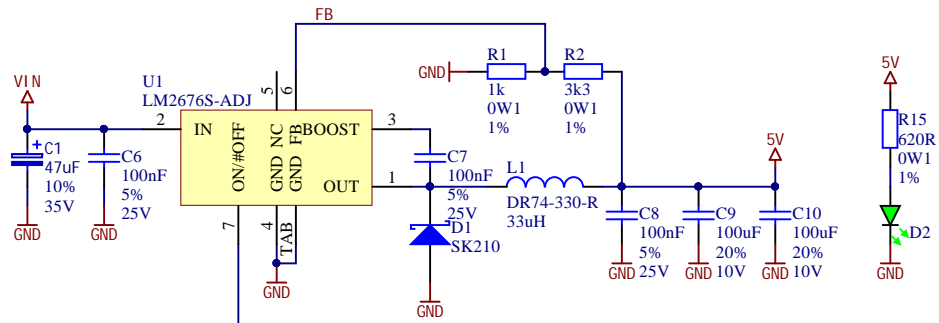 FB
VIN
U1
LM2676S-ADJ
2
IN
ON/#OFF
GND NC
GND FB
BOOST
OUT
5
6
3
1
7
4
TAB
GND
C1
47uF
10%
35V
GND
C6
100nF
5%
25V
GND
GND
R1
1k
0W1
1%
R2
3k3
0W1
1%
C7
100nF
5%
25V
D1
SK210
GND
L1
DR74-330-R
33uH
5V
C8
100nF
5%
25V
GND
C9
100uF
20%
10V
GND
C10
100uF
20%
10V
GND
5V
R15
620R
0W1
1%
D2
GND